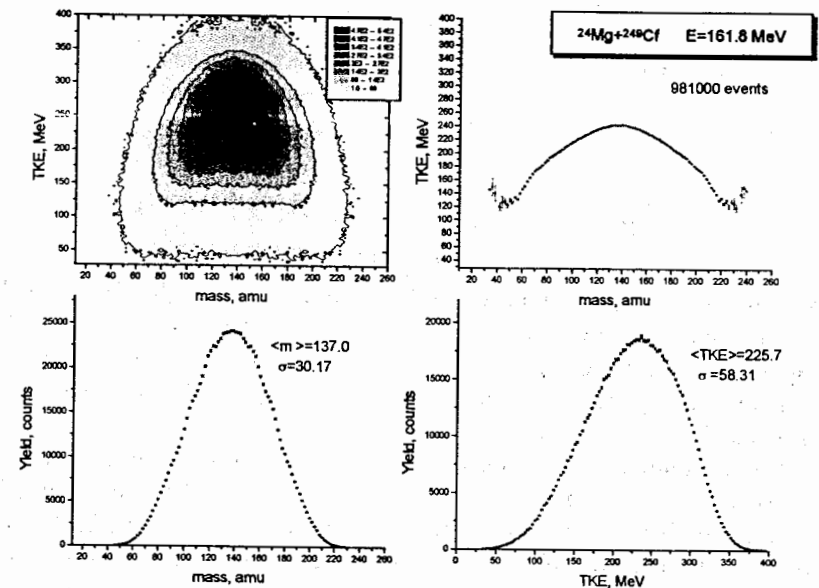 ²⁴Mg+²⁴⁹Cf E=161.8 MeV
981000 events
TKE, MeV
400
350
300
250
200
150
100
50
20 40 60 80 100 120 140 160 180 200 220 240 260
mass, amu
TKE, MeV
400
380
360
340
320
300
280
260
240
220
200
180
160
140
120
100
80
60
40
20 40 60 80 100 120 140 160 180 200 220 240 260
mass, amu
Yield, counts
25000
20000
15000
10000
5000
0
<m>=137.0
σ=30.17
20 40 60 80 100 120 140 160 180 200 220 240 260
mass, amu
Yield, counts
20000
15000
10000
5000
0
<TKE>=225.7
σ=58.31
0 50 100 150 200 250 300 350 400
TKE, MeV